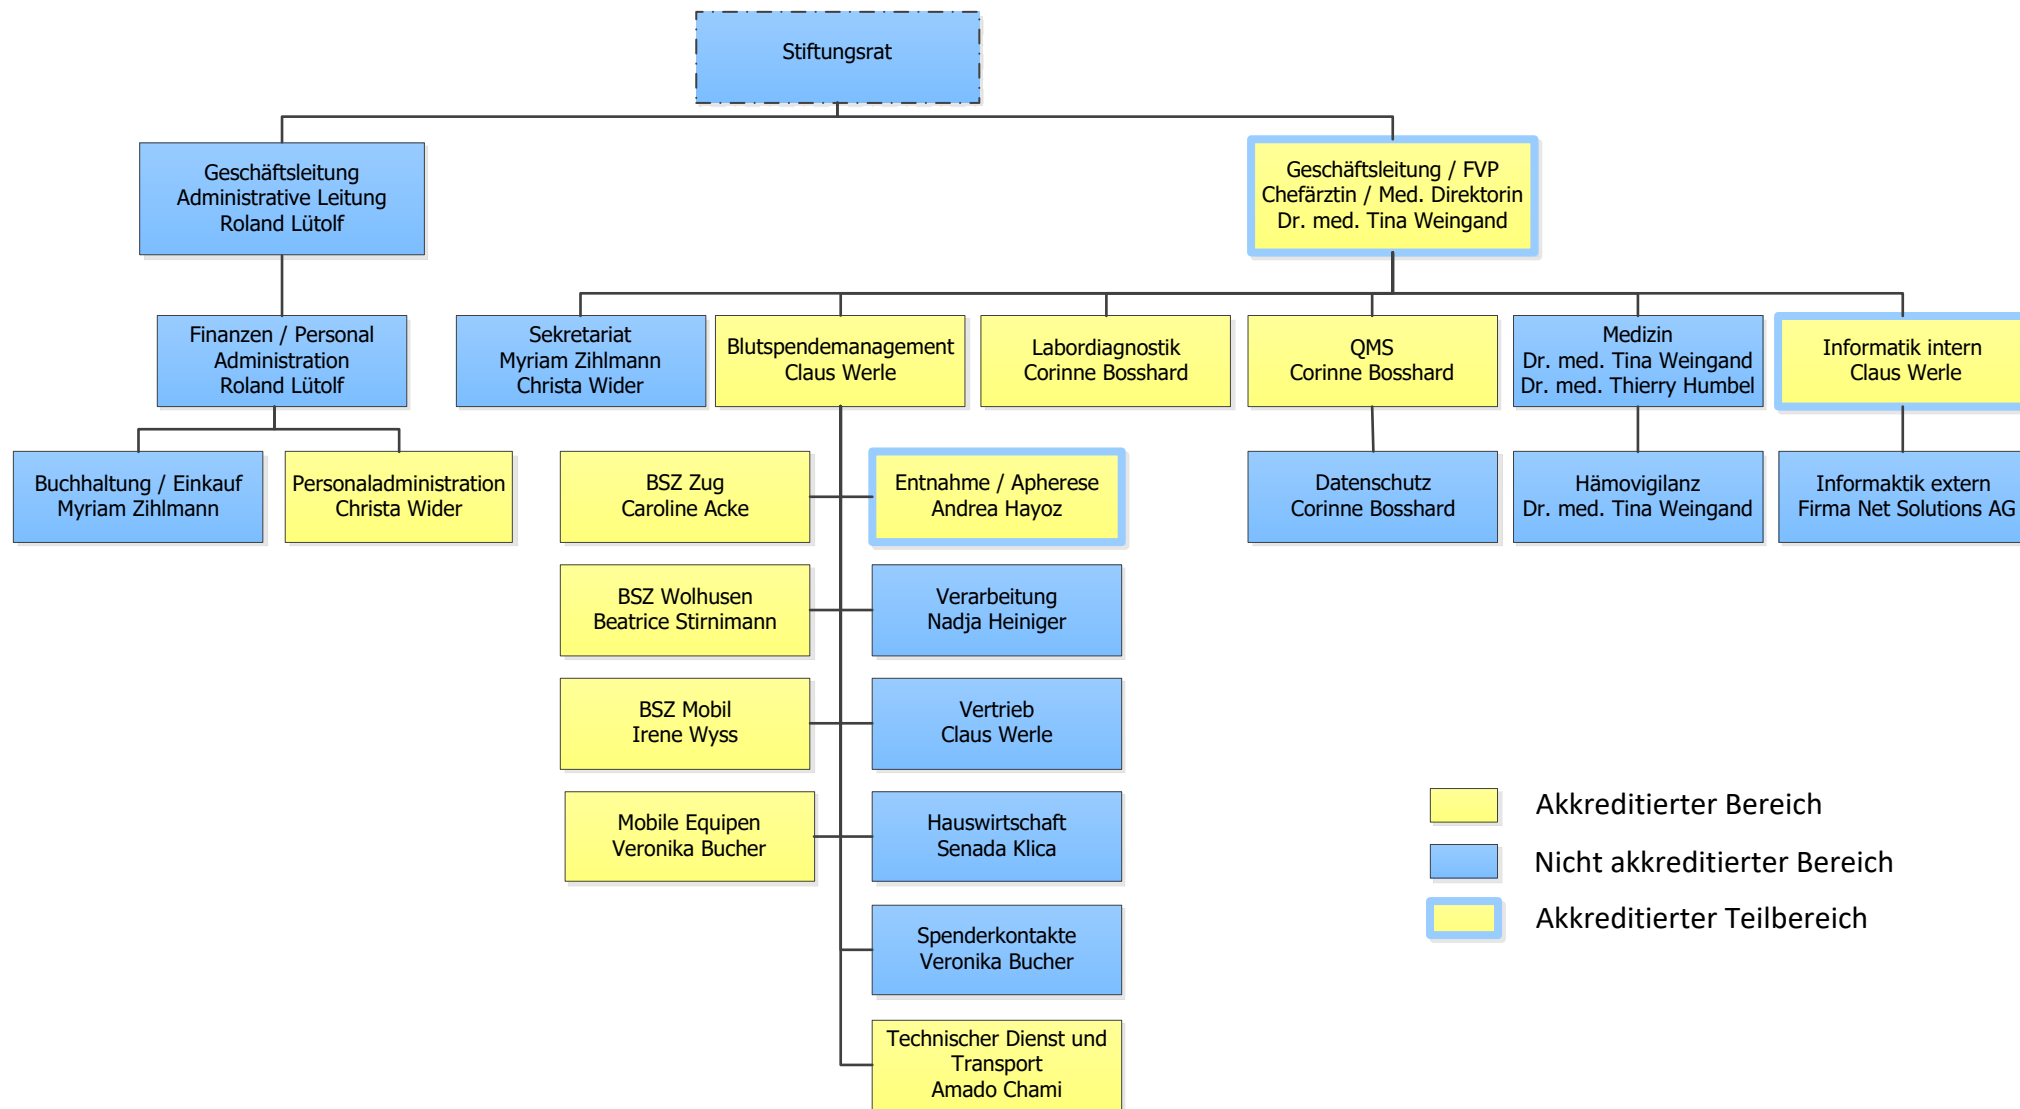 Stiftungsrat
Geschäftsleitung
Administrative Leitung
Roland Lütolf
Geschäftsleitung / FVP
Chefärztin / Med. Direktorin
Dr. med. Tina Weingand
Finanzen / Personal
Administration
Roland Lütolf
Sekretariat
Myriam Zihlmann
Christa Wider
Blutspendemanagement
Claus Werle
Labordiagnostik
Corinne Bosshard
QMS
Corinne Bosshard
Medizin
Dr. med. Tina Weingand
Dr. med. Thierry Humbel
Informatik intern
Claus Werle
Buchhaltung / Einkauf
Myriam Zihlmann
Personaladministration
Christa Wider
BSZ Zug
Caroline Acke
Entnahme / Apherese
Andrea Hayoz
Datenschutz
Corinne Bosshard
Hämovigilanz
Dr. med. Tina Weingand
Informaktik extern
Firma Net Solutions AG
BSZ Wolhusen
Beatrice Stirnimann
Verarbeitung
Nadja Heiniger
BSZ Mobil
Irene Wyss
Vertrieb
Claus Werle
Mobile Equipen
Veronika Bucher
Hauswirtschaft
Senada Klica
Spenderkontakte
Veronika Bucher
Technischer Dienst und
Transport
Amado Chami
Akkreditierter Bereich
Nicht akkreditierter Bereich
Akkreditierter Teilbereich